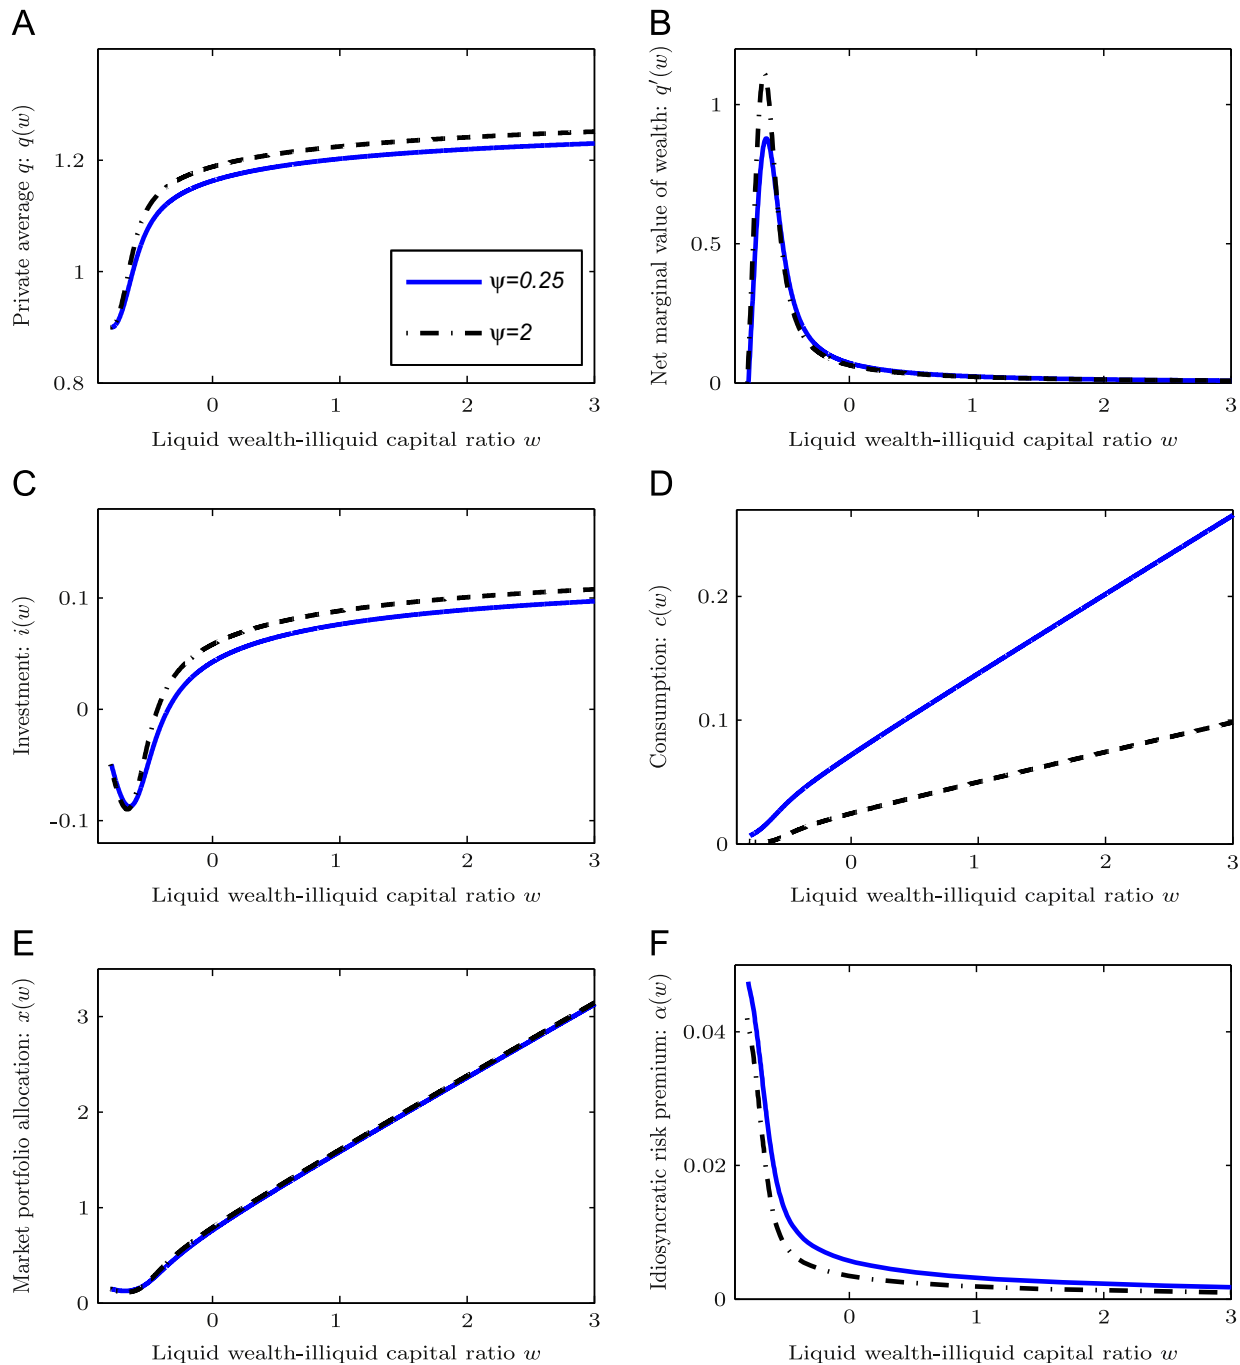 A
Private average q: q(w)
1.2
1
0.8
0 1 2 3
Liquid wealth-illiquid capital ratio w
ψ=0.25
ψ=2
B
Net marginal value of wealth: q′(w)
1
0.5
0
0 1 2 3
Liquid wealth-illiquid capital ratio w
C
Investment: i(w)
0.1
0
-0.1
0 1 2 3
Liquid wealth-illiquid capital ratio w
D
Consumption: c(w)
0.2
0.1
0
0 1 2 3
Liquid wealth-illiquid capital ratio w
E
Market portfolio allocation: x(w)
3
2
1
0
0 1 2 3
Liquid wealth-illiquid capital ratio w
F
Idiosyncratic risk premium: α(w)
0.04
0.02
0
0 1 2 3
Liquid wealth-illiquid capital ratio w